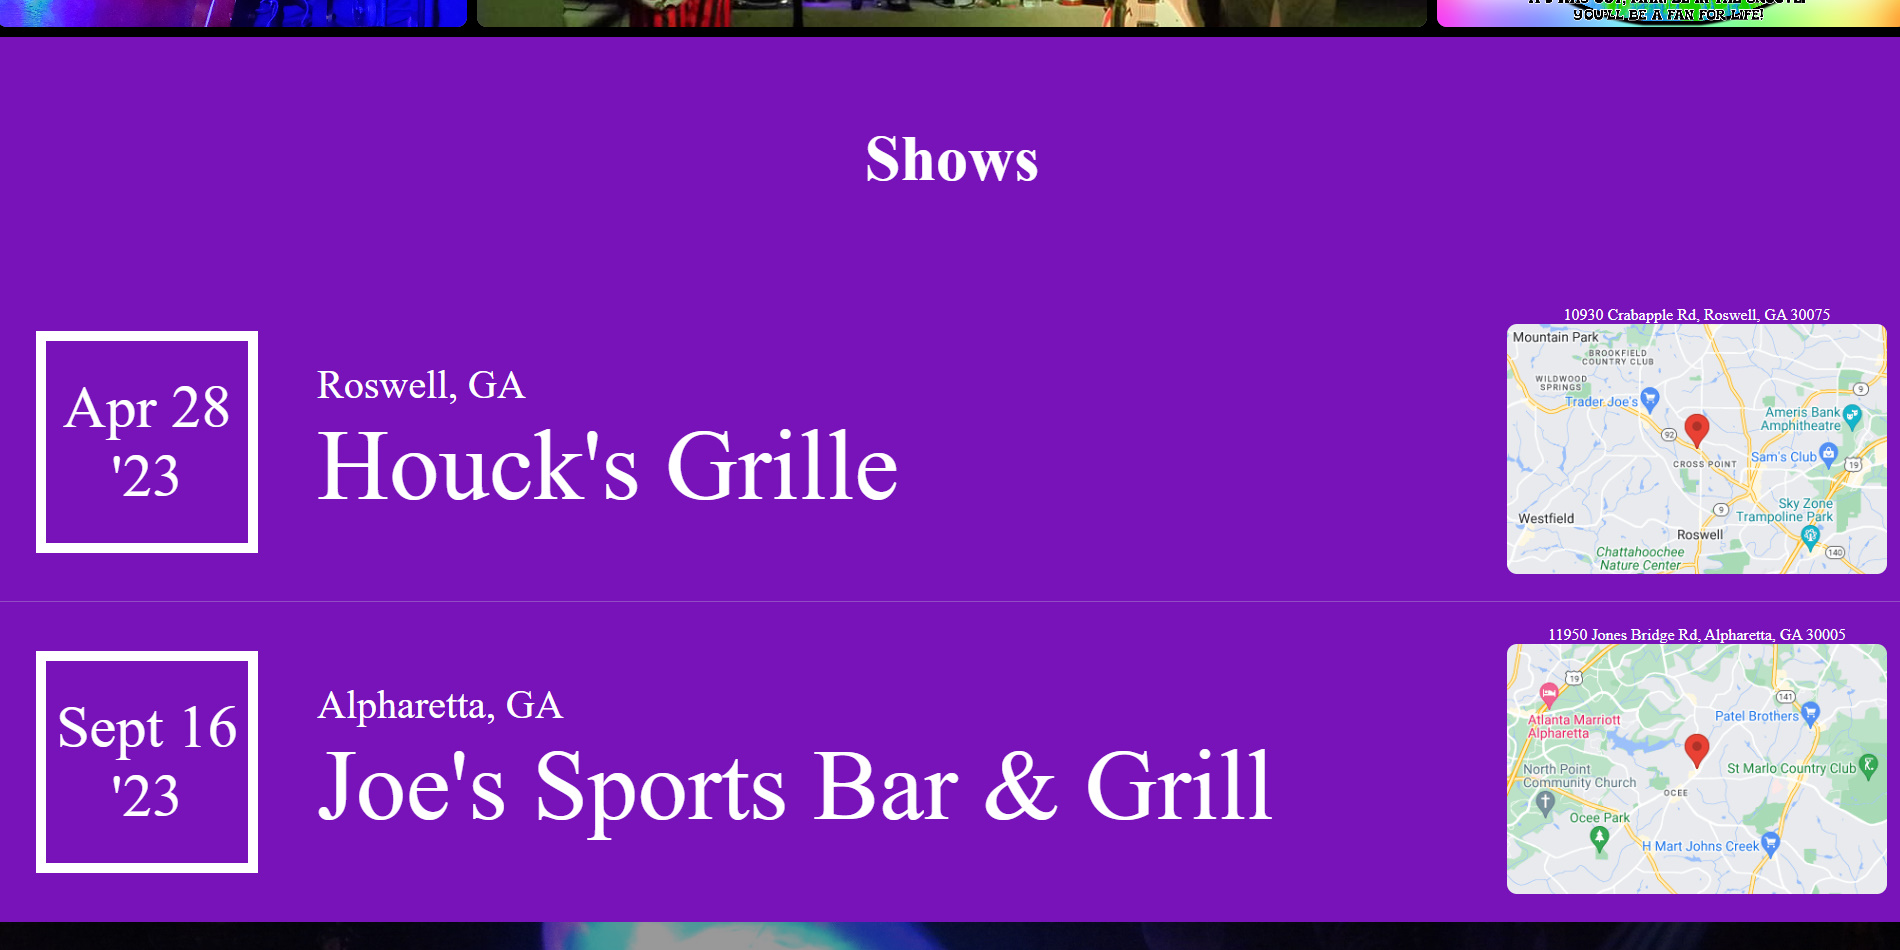 YOU'LL BE A FAN FOR LIFE!
Shows
Apr 28
'23
Roswell, GA
Houck's Grille
10930 Crabapple Rd, Roswell, GA 30075
Mountain Park
BROOKFIELD
COUNTRY CLUB
WILDWOOD
SPRINGS
9
Trader Joe's
Ameris Bank
Amphitheatre
92
Sam's Club
CROSS POINT
19
Sky Zone
Trampoline Park
9
Westfield
Roswell
140
Chattahoochee
Nature Center
Sept 16
'23
Alpharetta, GA
Joe's Sports Bar & Grill
11950 Jones Bridge Rd, Alpharetta, GA 30005
19
141
Atlanta Marriott
Alpharetta
Patel Brothers
North Point
Community Church
St Marlo Country Club
OCEE
Ocee Park
H Mart Johns Creek